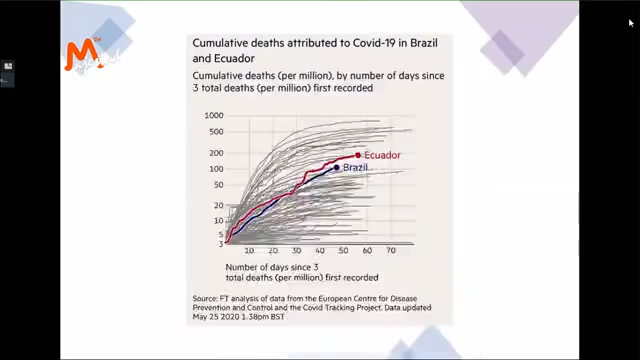 Cumulative deaths attributed to Covid-19 in Brazil
and Ecuador
Cumulative deaths (per million), by number of days since
3 total deaths (per million) first recorded
1000
500
200
100
50
20
10
5
3
Ecuador
Brazil
10 20 30 40 50 60 70
Number of days since 3
total deaths (per million) first recorded
Source: FT analysis of data from the European Centre for Disease
Prevention and Control and the Covid Tracking Project. Data updated
May 25 2020 1.38pm BST